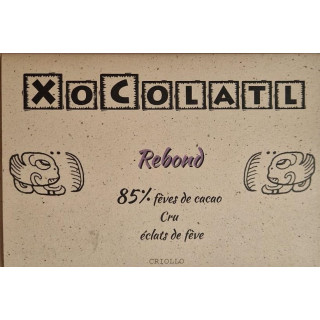 XOCOLATL
Rebond
85% fèves de cacao
Cru
éclats de fève
CRIOLLO